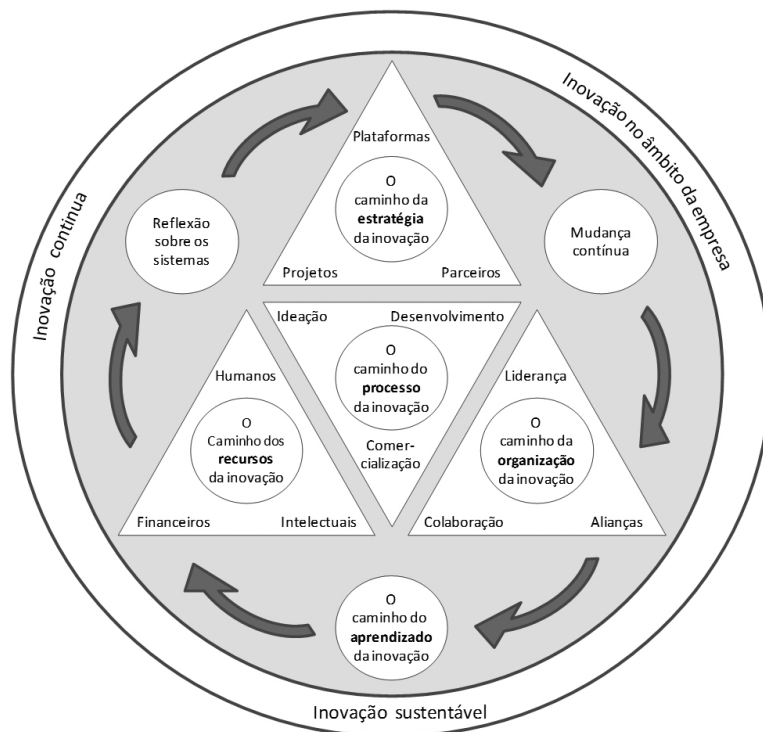 Inovação no âmbito da empresa
Inovação continua
Plataformas
O
caminho da
estratégia
da inovação
Projetos
Parceiros
Reflexão
sobre os
sistemas
Mudança
contínua
Ideação
Desenvolvimento
O
caminho do
processo
da inovação
Comer-
cialização
Humanos
O
Caminho dos
recursos
da inovação
Financeiros
Intelectuais
Liderança
O
caminho da
organização
da inovação
Colaboração
Alianças
O
caminho do
aprendizado
da inovação
Inovação sustentável